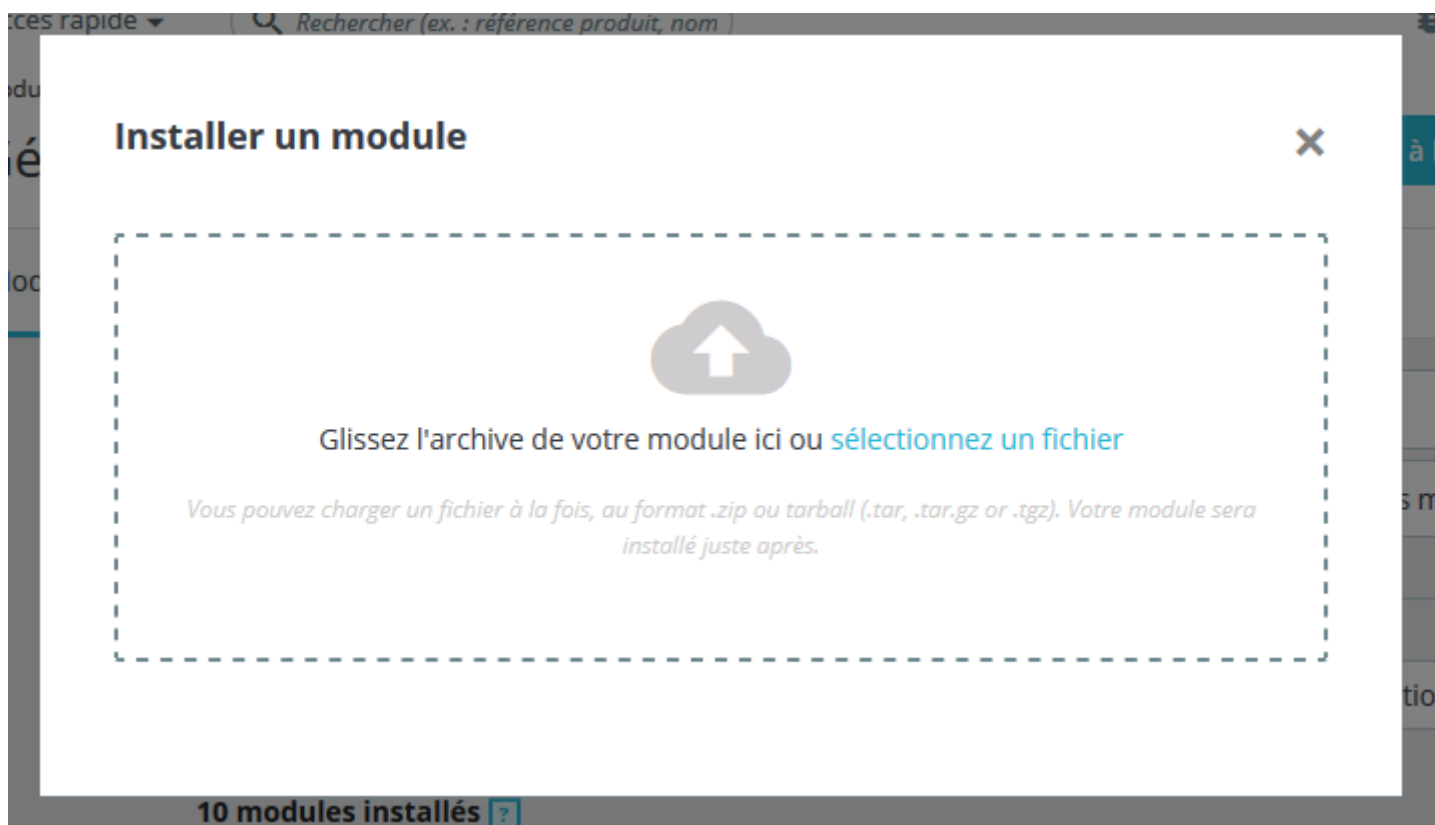 rapide
Rechercher (ex. : référence produit, nom
Installer un module
à
Glissez l'archive de votre module ici ou sélectionnez un fichier
Vous pouvez charger un fichier à la fois, au format .zip ou tarball (.tar, .tar.gz or .tgz). Votre module sera
installé juste après.
10 modules installés ?